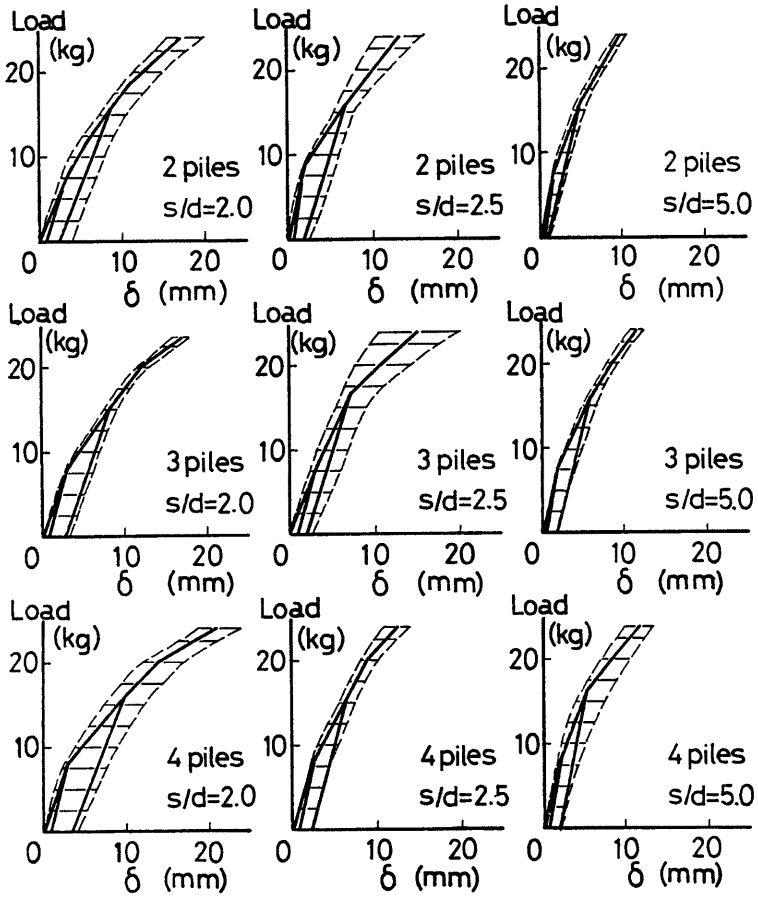 Load
(kg)
20
10
2 piles
s/d=2.0
0 10 20
δ (mm)
Load
(kg)
20
10
2 piles
s/d=2.5
0 10 20
δ (mm)
Load
(kg)
20
10
2 piles
s/d=5.0
0 10 20
δ (mm)
Load
(kg)
20
10
3 piles
s/d=2.0
0 10 20
δ (mm)
Load
(kg)
20
10
3 piles
s/d=2.5
0 10 20
δ (mm)
Load
(kg)
20
10
3 piles
s/d=5.0
0 10 20
δ (mm)
Load
(kg)
20
10
4 piles
s/d=2.0
0 10 20
δ (mm)
Load
(kg)
20
10
4 piles
s/d=2.5
0 10 20
δ (mm)
Load
(kg)
20
10
4 piles
s/d=5.0
0 10 20
δ (mm)